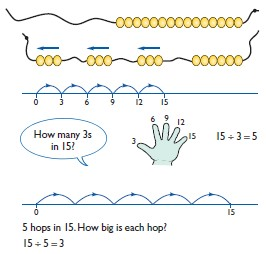 0 3 6 9 12 15
How many 3s
in 15?
3 6 9 12 15
15 ÷ 3 = 5
0 15
5 hops in 15. How big is each hop?
15 ÷ 5 = 3